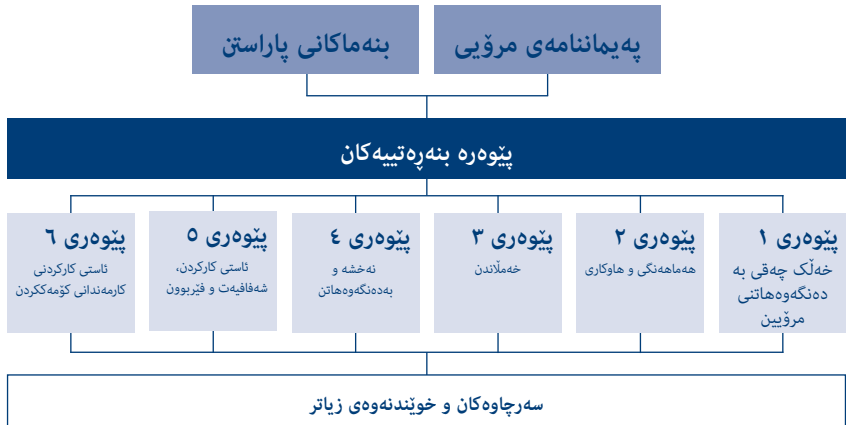 پەیماننامەی مرۆیی
بنەماکانی پاراستن
پێوەرە بنەڕەتییەکان
پێوەری ١
خەڵک چەقی بە
دەنگەوەهاتنی
مرۆیین
پێوەری ٢
هەماهەنگی و هاوکاری
پێوەری ٣
خەمڵاندن
پێوەری ٤
نەخشە و
بەدەنگەوەهاتن
پێوەری ٥
ئاستی کارکردن،
شەفافیەت و فێربوون
پێوەری ٦
ئاستی کارکردنی
کارمەندانی کۆمەککردن
سەرچاوەکان و خوێندنەوەی زیاتر